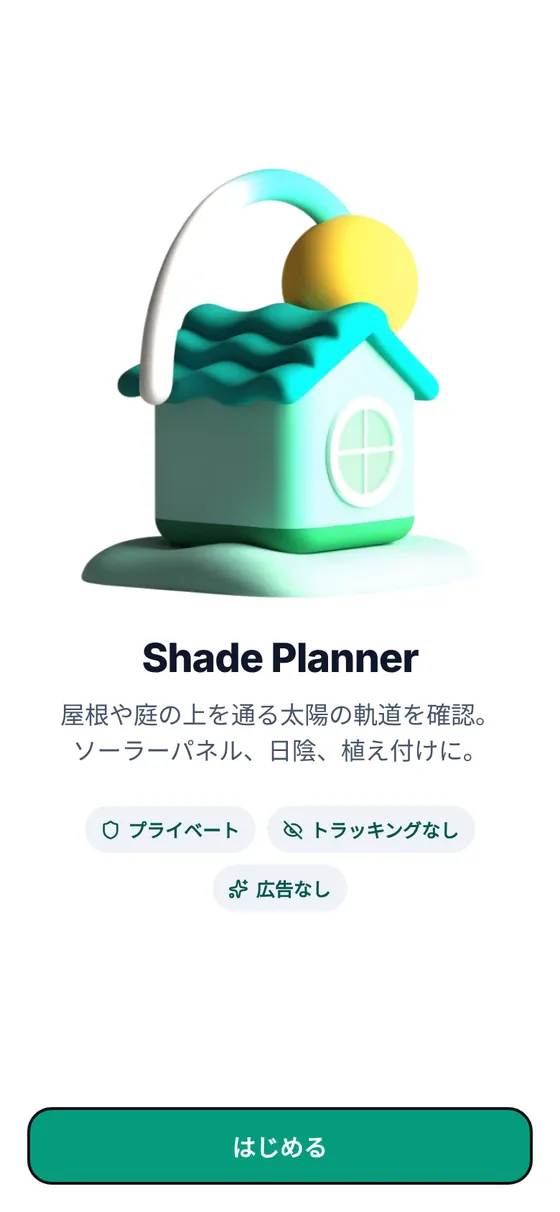 Shade Planner
屋根や庭の上を通る太陽の軌道を確認。
ソーラーパネル、日陰、植え付けに。
プライベート
トラッキングなし
広告なし
はじめる